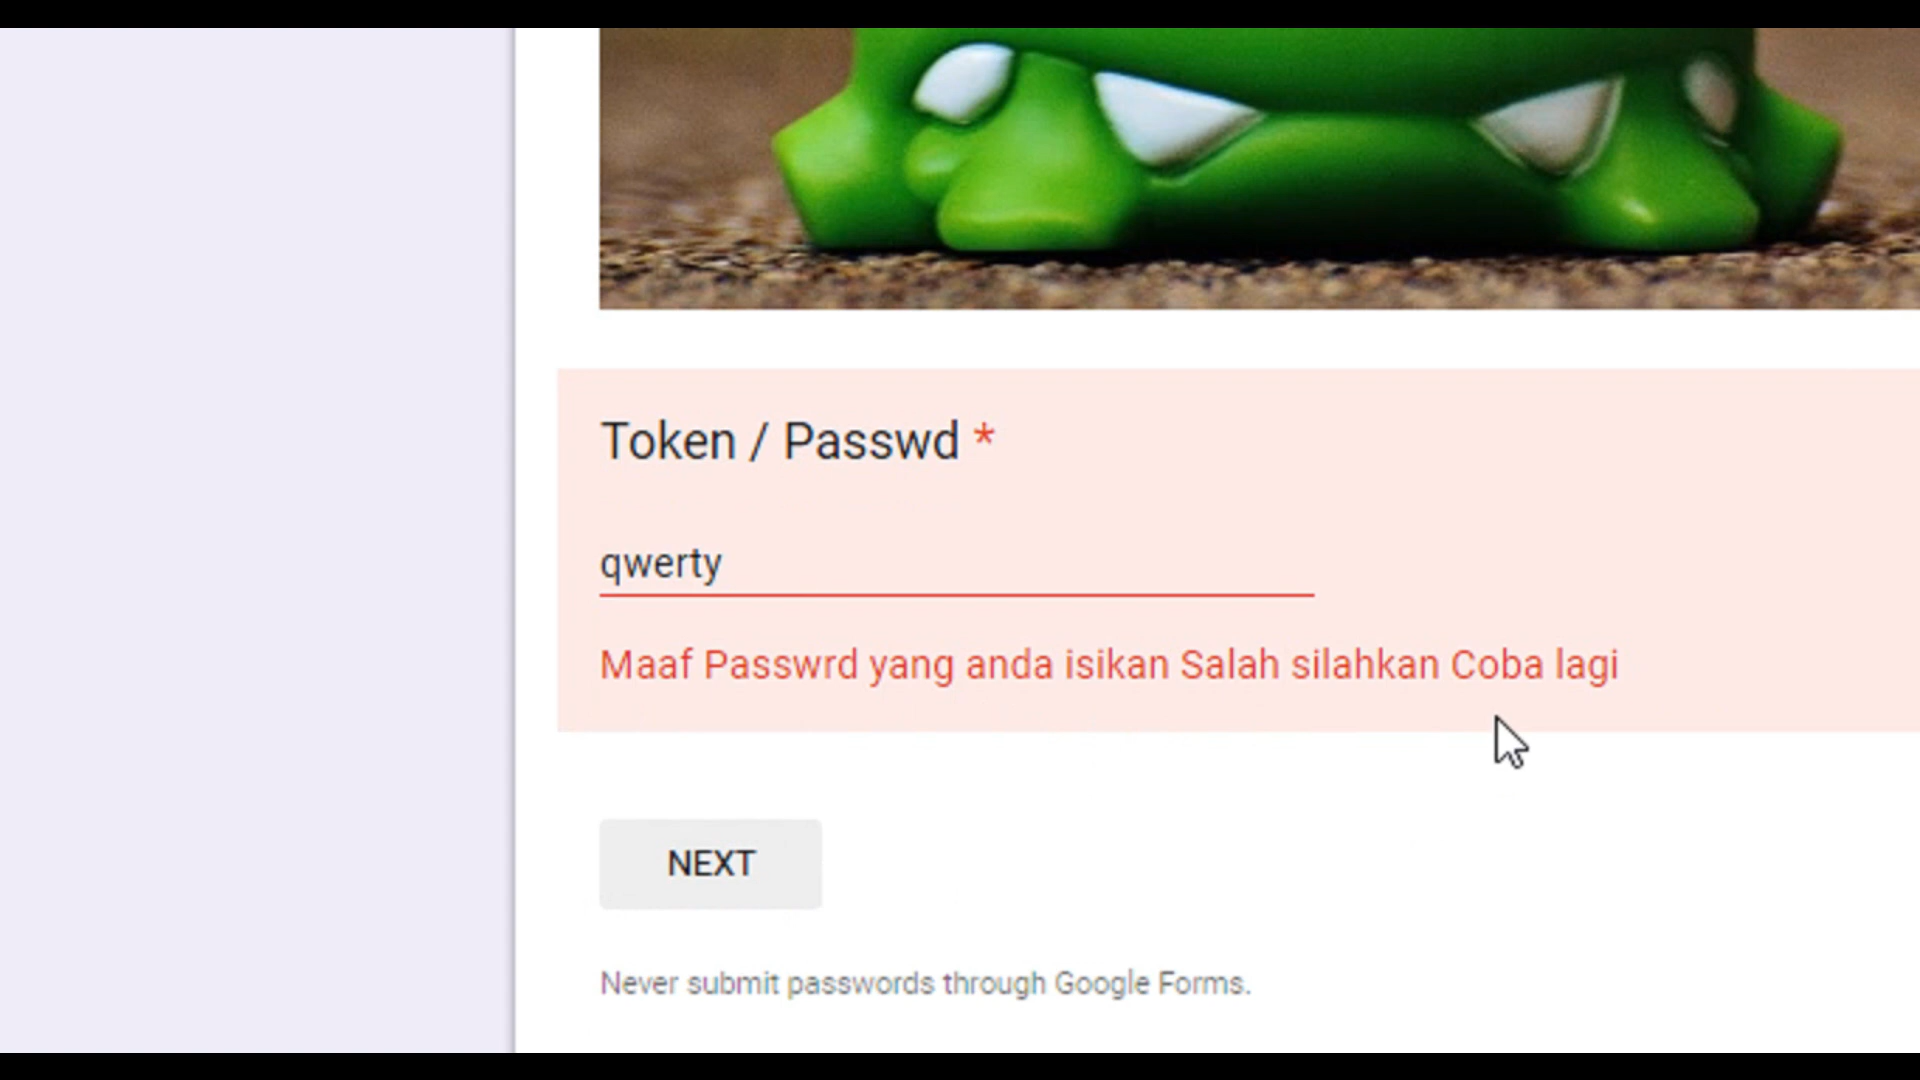 Token / Passwd *
qwerty
Maaf Passwrd yang anda isikan Salah silahkan Coba lagi
NEXT
Never submit passwords through Google Forms.